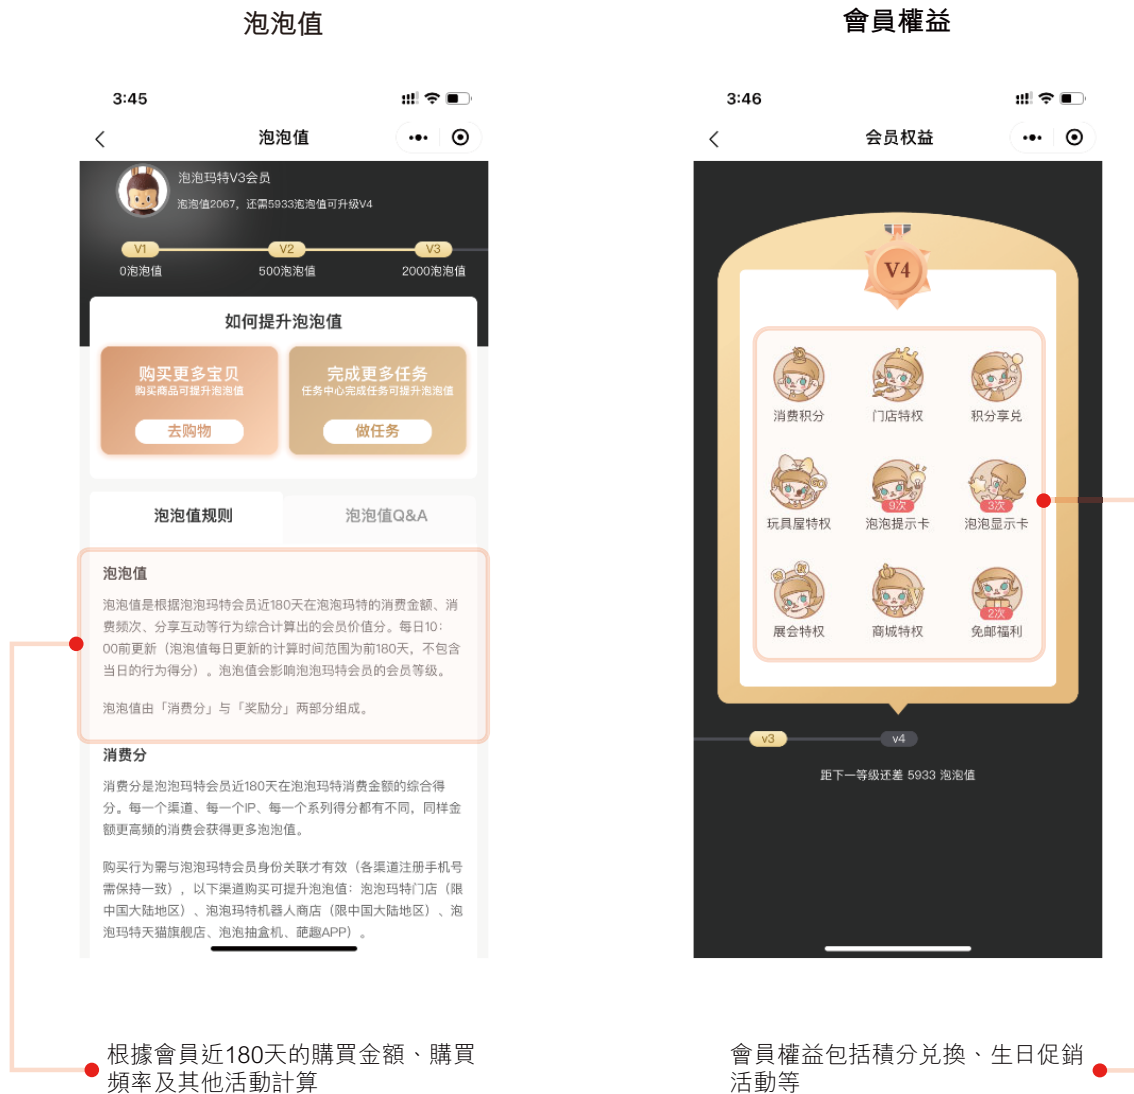 泡泡值
3:45
泡泡值
泡泡玛特V3会员
泡泡值2067，还需5933泡泡值可升级V4
V1
V2
V3
0泡泡值
500泡泡值
2000泡泡值
如何提升泡泡值
购买更多宝贝
购买商品可提升泡泡值
去购物
完成更多任务
任务中心完成任务可提升泡泡值
做任务
泡泡值规则
泡泡值Q&A
泡泡值
泡泡值是根据泡泡玛特会员近180天在泡泡玛特的消费金额、消
费频次、分享互动等行为综合计算出的会员价值分。每日10：
00前更新（泡泡值每日更新的计算时间范围为前180天，不包含
当日的行为得分）。泡泡值会影响泡泡玛特会员的会员等级。
泡泡值由「消费分」与「奖励分」两部分组成。
消费分
消费分是泡泡玛特会员近180天在泡泡玛特消费金额的综合得
分。每一个渠道、每一个IP、每一个系列得分都有不同，同样金
额更高频的消费会获得更多泡泡值。
购买行为需与泡泡玛特会员身份关联才有效（各渠道注册手机号
需保持一致），以下渠道购买可提升泡泡值：泡泡玛特门店（限
中国大陆地区）、泡泡玛特机器人商店（限中国大陆地区）、泡
泡玛特天猫旗舰店、泡泡抽盒机、葩趣APP）。
根據會員近180天的購買金額、購買
頻率及其他活動計算
會員權益
3:46
会员权益
V4
消费积分
门店特权
积分享兑
玩具屋特权
9次
泡泡提示卡
3次
泡泡显示卡
展会特权
商城特权
2次
免邮福利
v3
v4
距下一等级还差 5933 泡泡值
會員權益包括積分兑換、生日促銷
活動等